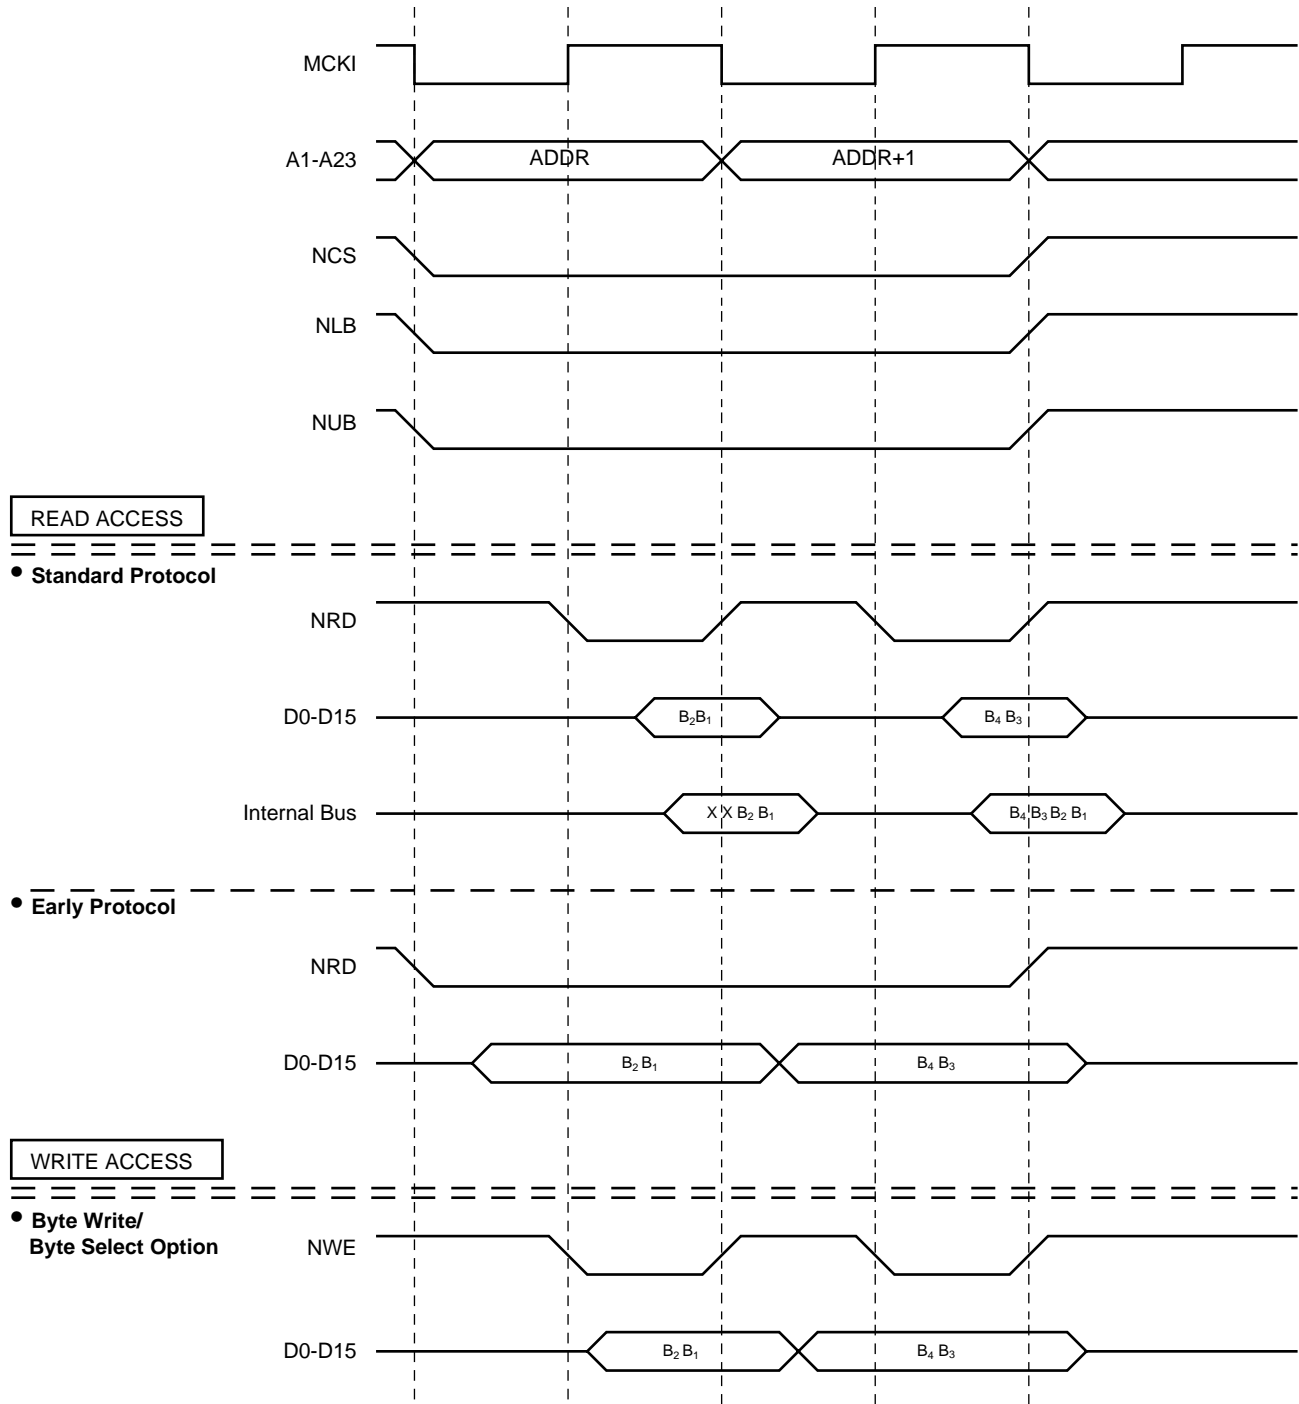 MCKI
A1-A23 ADDR ADDR+1
NCS
NLB
NUB
READ ACCESS
• Standard Protocol
NRD
D0-D15 B₂B₁ B₄ B₃
Internal Bus X X B₂ B₁ B₄ B₃ B₂ B₁
• Early Protocol
NRD
D0-D15 B₂ B₁ B₄ B₃
WRITE ACCESS
• Byte Write/
Byte Select Option NWE
D0-D15 B₂ B₁ B₄ B₃